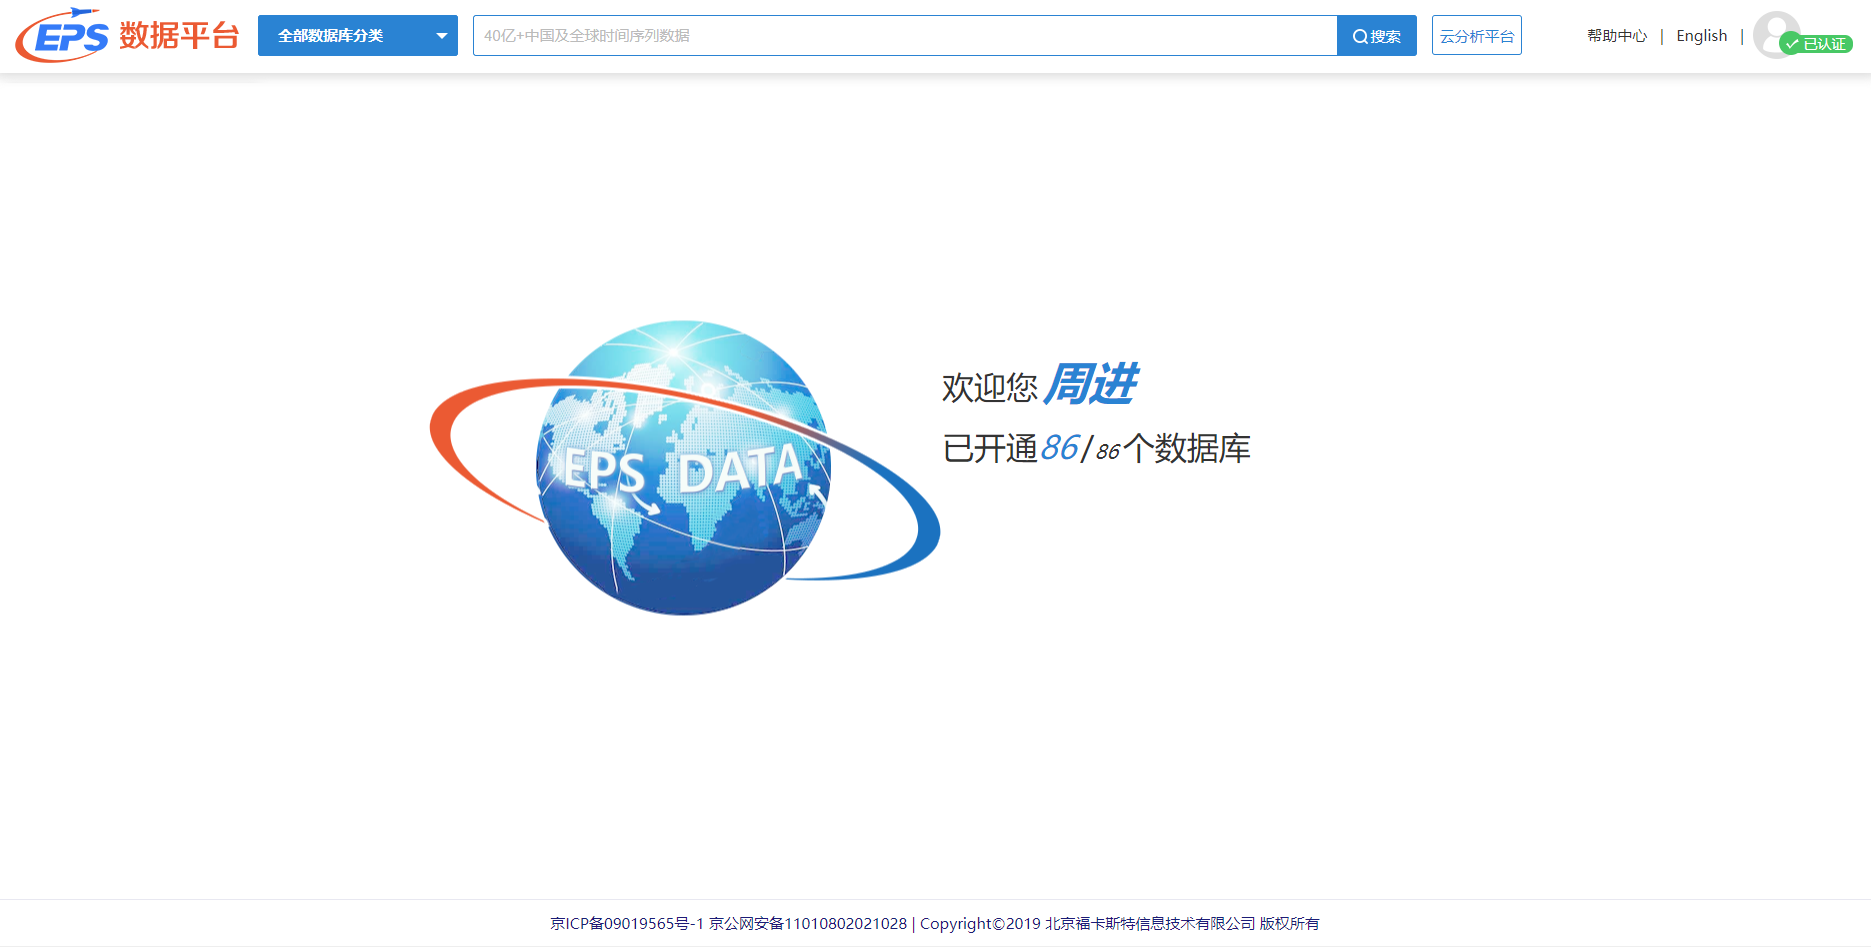 EPS 数据平台
全部数据库分类
40亿+中国及全球时间序列数据
搜索
云分析平台
帮助中心 | English |
已认证
EPS DATA
欢迎您 周进
已开通86/86个数据库
京ICP备09019565号-1 京公网安备11010802021028 | Copyright©2019 北京福卡斯特信息技术有限公司 版权所有